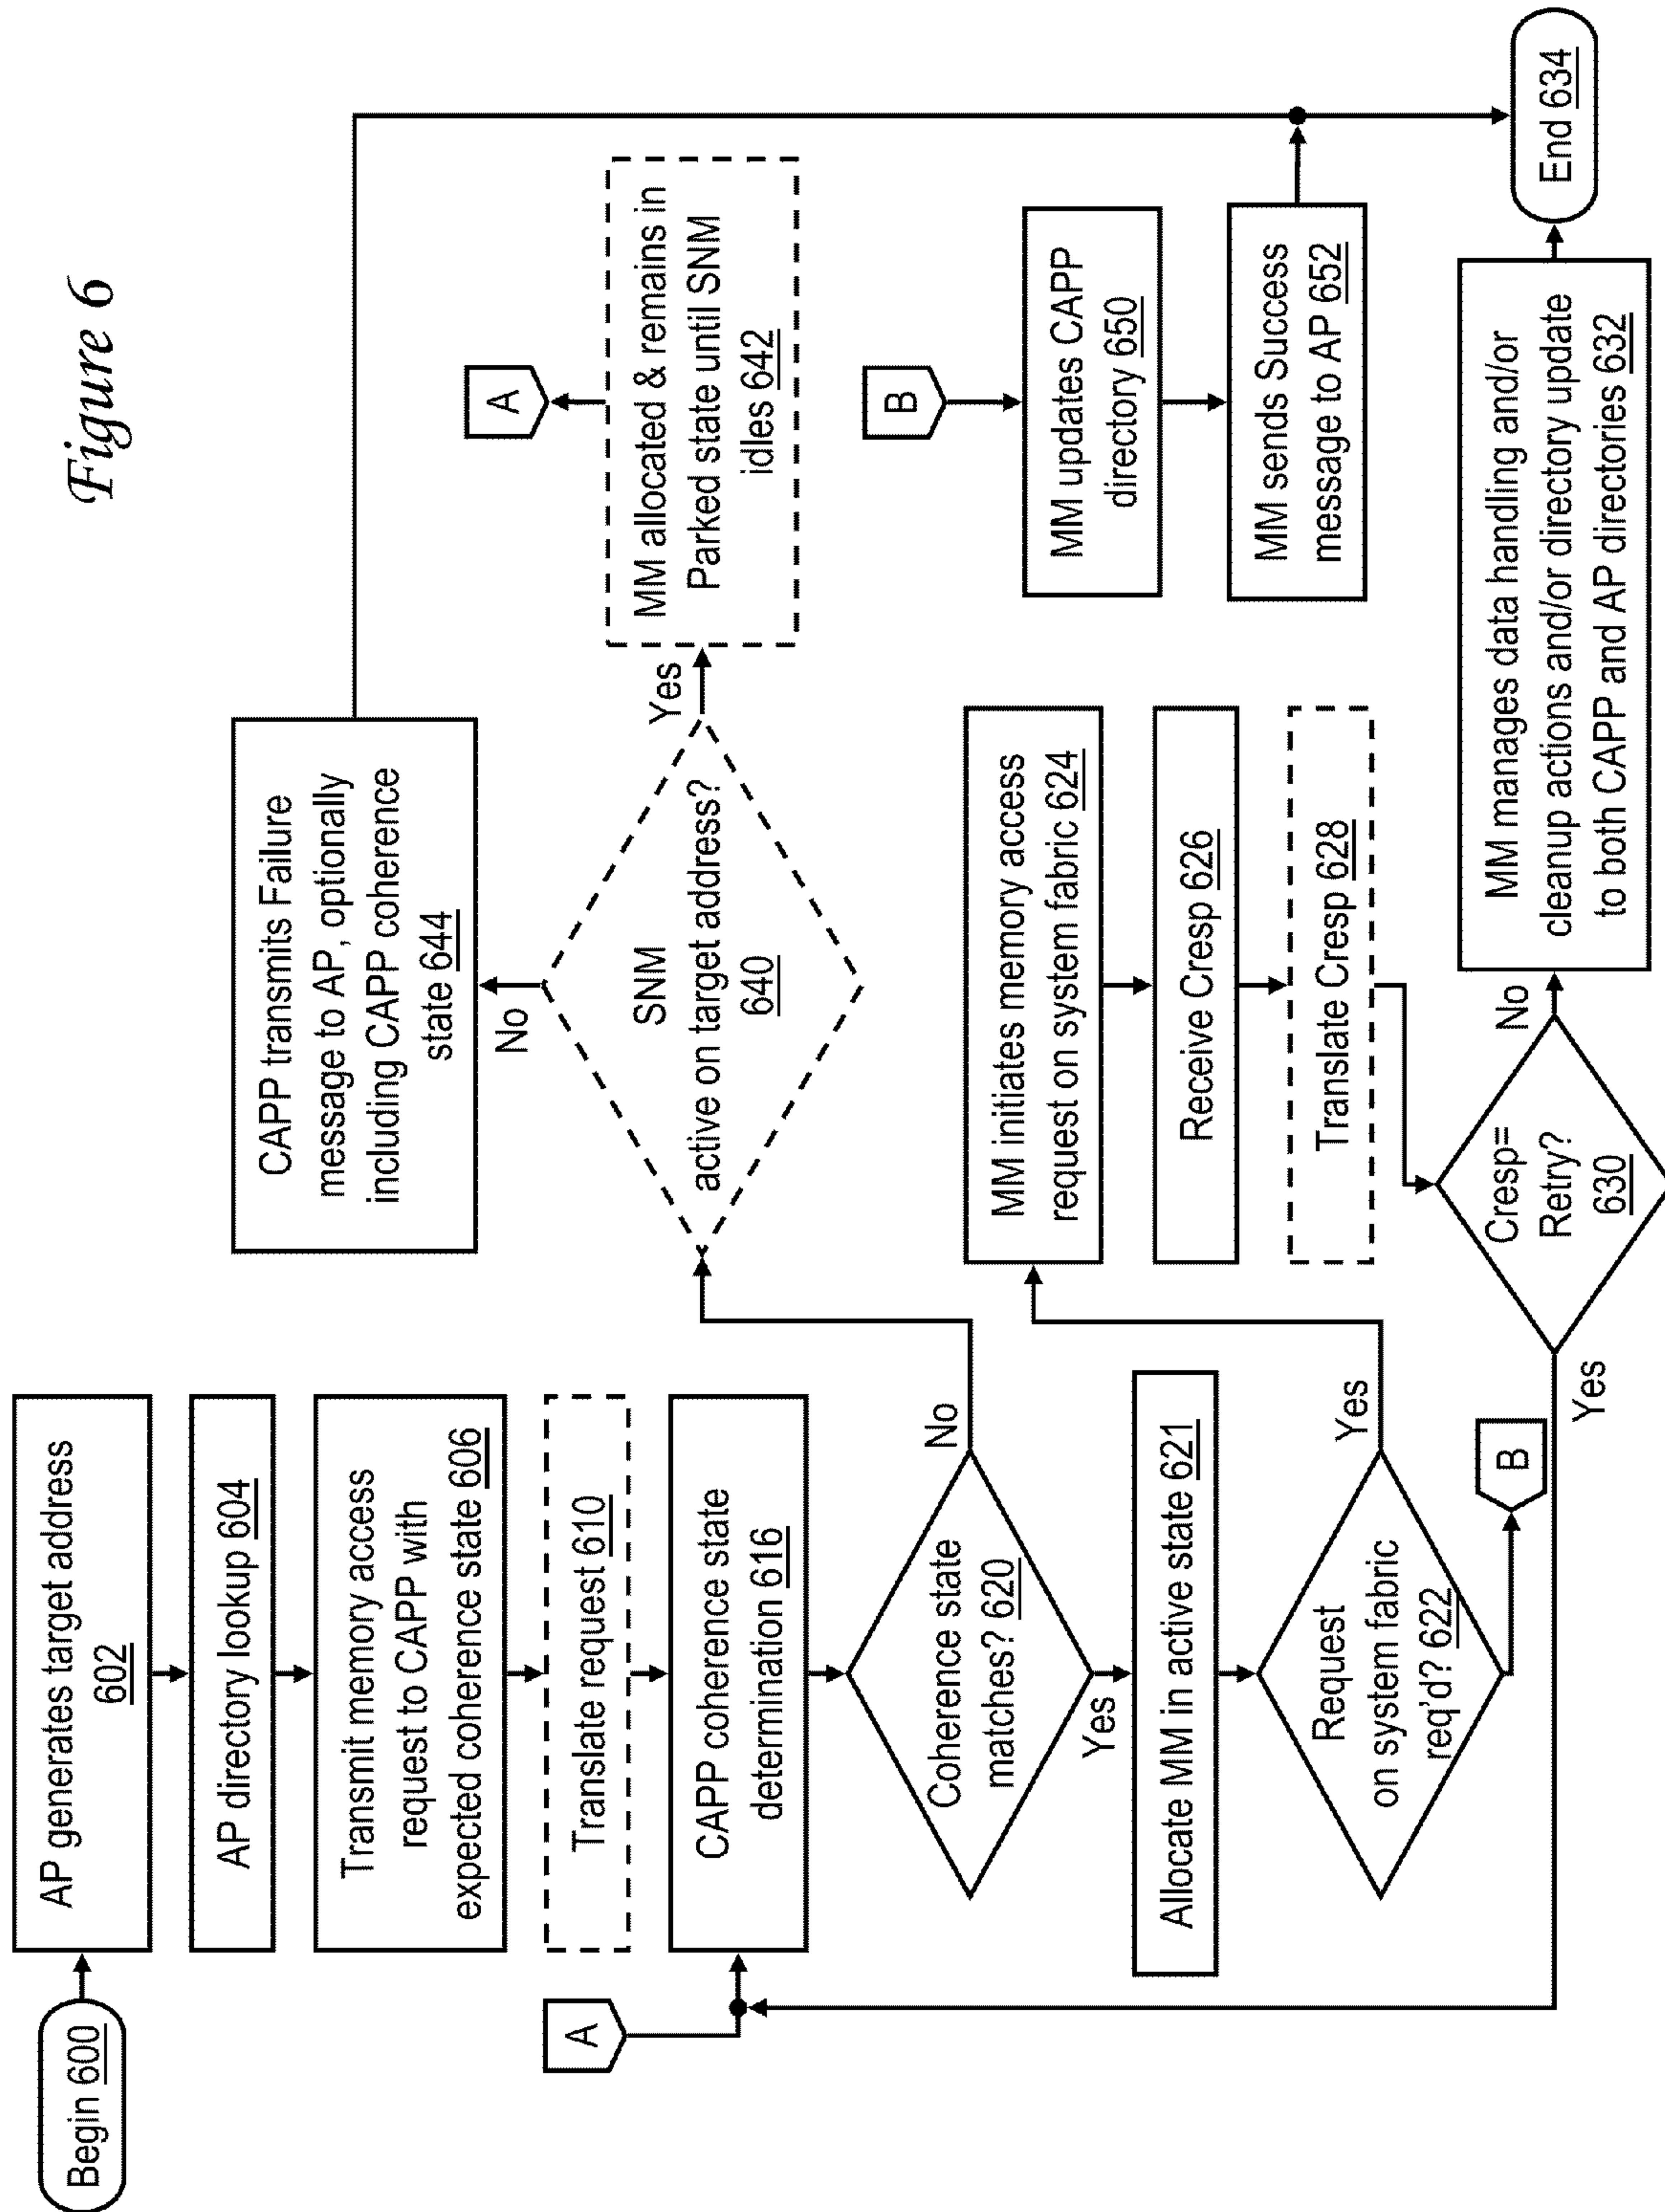 Figure 6
Begin 600
AP generates target address
602
AP directory lookup 604
Transmit memory access
request to CAPP with
expected coherence state 606
Translate request 610
A
CAPP coherence state
determination 616
Coherence state
matches? 620
No
Yes
Allocate MM in active state 621
Request
on system fabric
req'd? 622
Yes
B
CAPP transmits Failure
message to AP, optionally
including CAPP coherence
state 644
No
SNM
active on target address?
640
Yes
MM allocated & remains in
Parked state until SNM
idles 642
A
MM initiates memory access
request on system fabric 624
Receive Cresp 626
Translate Cresp 628
Cresp=
Retry?
630
Yes
No
B
MM updates CAPP
directory 650
MM sends Success
message to AP 652
MM manages data handling and/or
cleanup actions and/or directory update
to both CAPP and AP directories 632
End 634